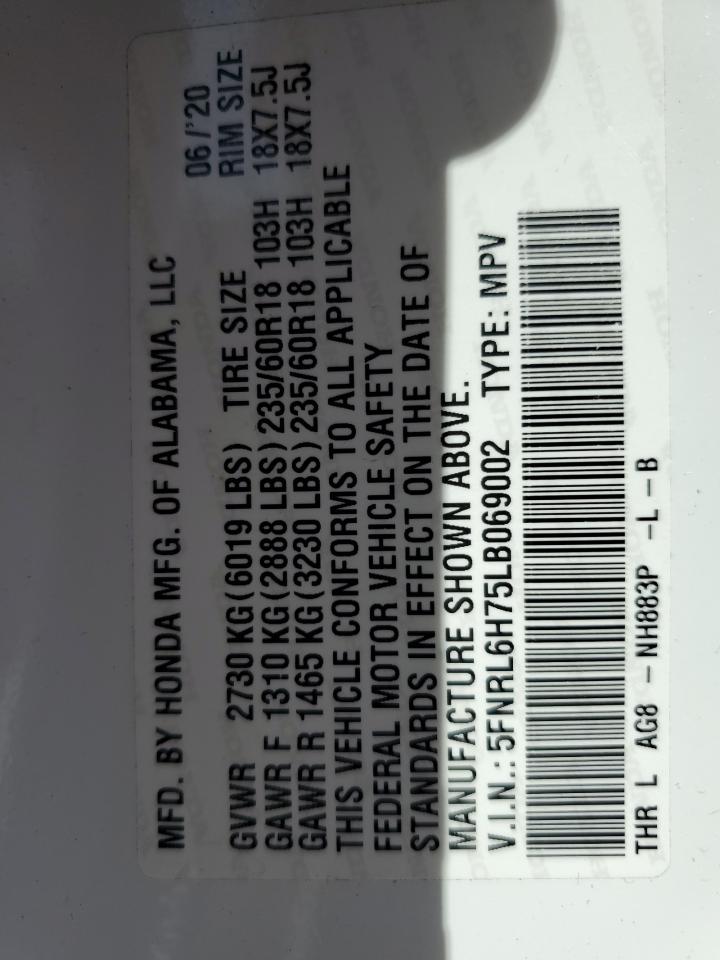 MFD. BY HONDA MFG. OF ALABAMA, LLC 06/'20
GVWR 2730 KG(6019 LBS) TIRE SIZE RIM SIZE
GAWR F 1310 KG(2888 LBS) 235/60R18 103H 18X7.5J
GAWR R 1465 KG(3230 LBS) 235/60R18 103H 18X7.5J
THIS VEHICLE CONFORMS TO ALL APPLICABLE
FEDERAL MOTOR VEHICLE SAFETY
STANDARDS IN EFFECT ON THE DATE OF
MANUFACTURE SHOWN ABOVE.
V.I.N.: 5FNRL6H75LB069002 TYPE: MPV
THR L AG8 - NH883P -L-B